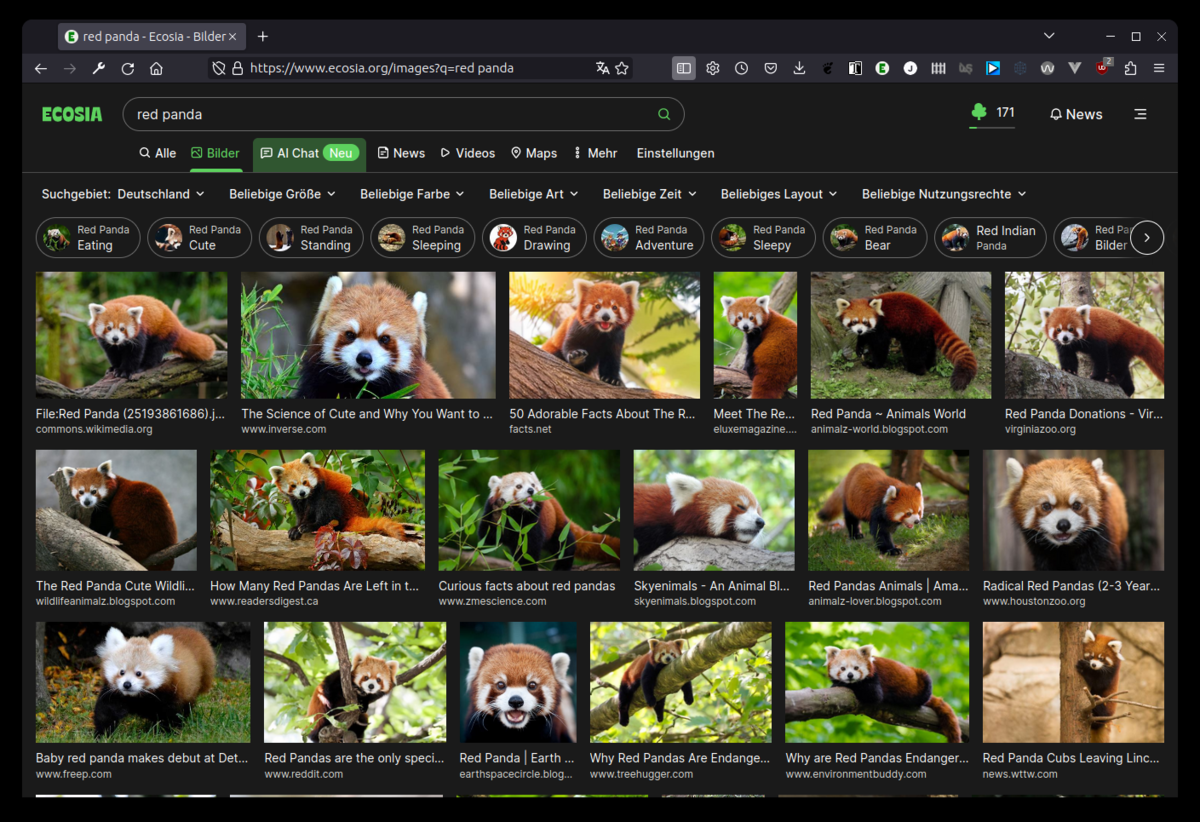 red panda - Ecosia - Bilder
https://www.ecosia.org/images?q=red panda
2
ECOSIA
red panda
171
News
Alle
Bilder
AI Chat Neu
News
Videos
Maps
Mehr
Einstellungen
Suchgebiet: Deutschland
Beliebige Größe
Beliebige Farbe
Beliebige Art
Beliebige Zeit
Beliebiges Layout
Beliebige Nutzungsrechte
Red Panda
Eating
Red Panda
Cute
Red Panda
Standing
Red Panda
Sleeping
Red Panda
Drawing
Red Panda
Adventure
Red Panda
Sleepy
Red Panda
Bear
Red Indian
Panda
Red Pa
Bilder
File:Red Panda (25193861686).j...
commons.wikimedia.org
The Science of Cute and Why You Want to ...
www.inverse.com
50 Adorable Facts About The R...
facts.net
Meet The Re...
eluxemagazine....
Red Panda ~ Animals World
animalz-world.blogspot.com
Red Panda Donations - Vir...
virginiazoo.org
The Red Panda Cute Wildli...
wildlifeanimalz.blogspot.com
How Many Red Pandas Are Left in t...
www.readersdigest.ca
Curious facts about red pandas
www.zmescience.com
Skyenimals - An Animal Bl...
skyenimals.blogspot.com
Red Pandas Animals | Ama...
animalz-lover.blogspot.com
Radical Red Pandas (2-3 Year...
www.houstonzoo.org
Baby red panda makes debut at Det...
www.freep.com
Red Pandas are the only speci...
www.reddit.com
Red Panda | Earth ...
earthspacecircle.blog...
Why Red Pandas Are Endange...
www.treehugger.com
Why are Red Pandas Endanger...
www.environmentbuddy.com
Red Panda Cubs Leaving Linc...
news.wttw.com